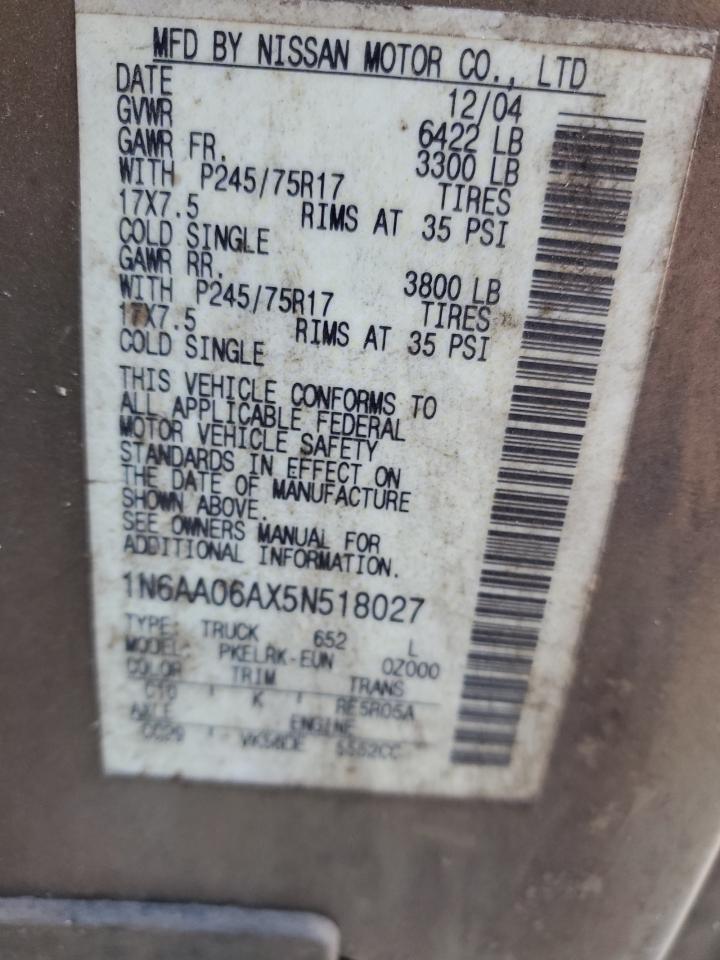 MFD BY NISSAN MOTOR CO., LTD
DATE 12/04
GVWR 6422 LB
GAWR FR. 3300 LB
WITH P245/75R17 TIRES
17X7.5 RIMS AT 35 PSI
COLD SINGLE
GAWR RR. 3800 LB
WITH P245/75R17 TIRES
17X7.5 RIMS AT 35 PSI
COLD SINGLE
THIS VEHICLE CONFORMS TO
ALL APPLICABLE FEDERAL
MOTOR VEHICLE SAFETY
STANDARDS IN EFFECT ON
THE DATE OF MANUFACTURE
SHOWN ABOVE.
SEE OWNERS MANUAL FOR
ADDITIONAL INFORMATION.
1N6AA06AX5N518027
TYPE: TRUCK 652 L
MODEL: PKELRK-EUN 0Z000
COLOR TRIM TRANS
C10 K RE5R05A
AXLE ENGINE
CC29 VK56DE 5552CC